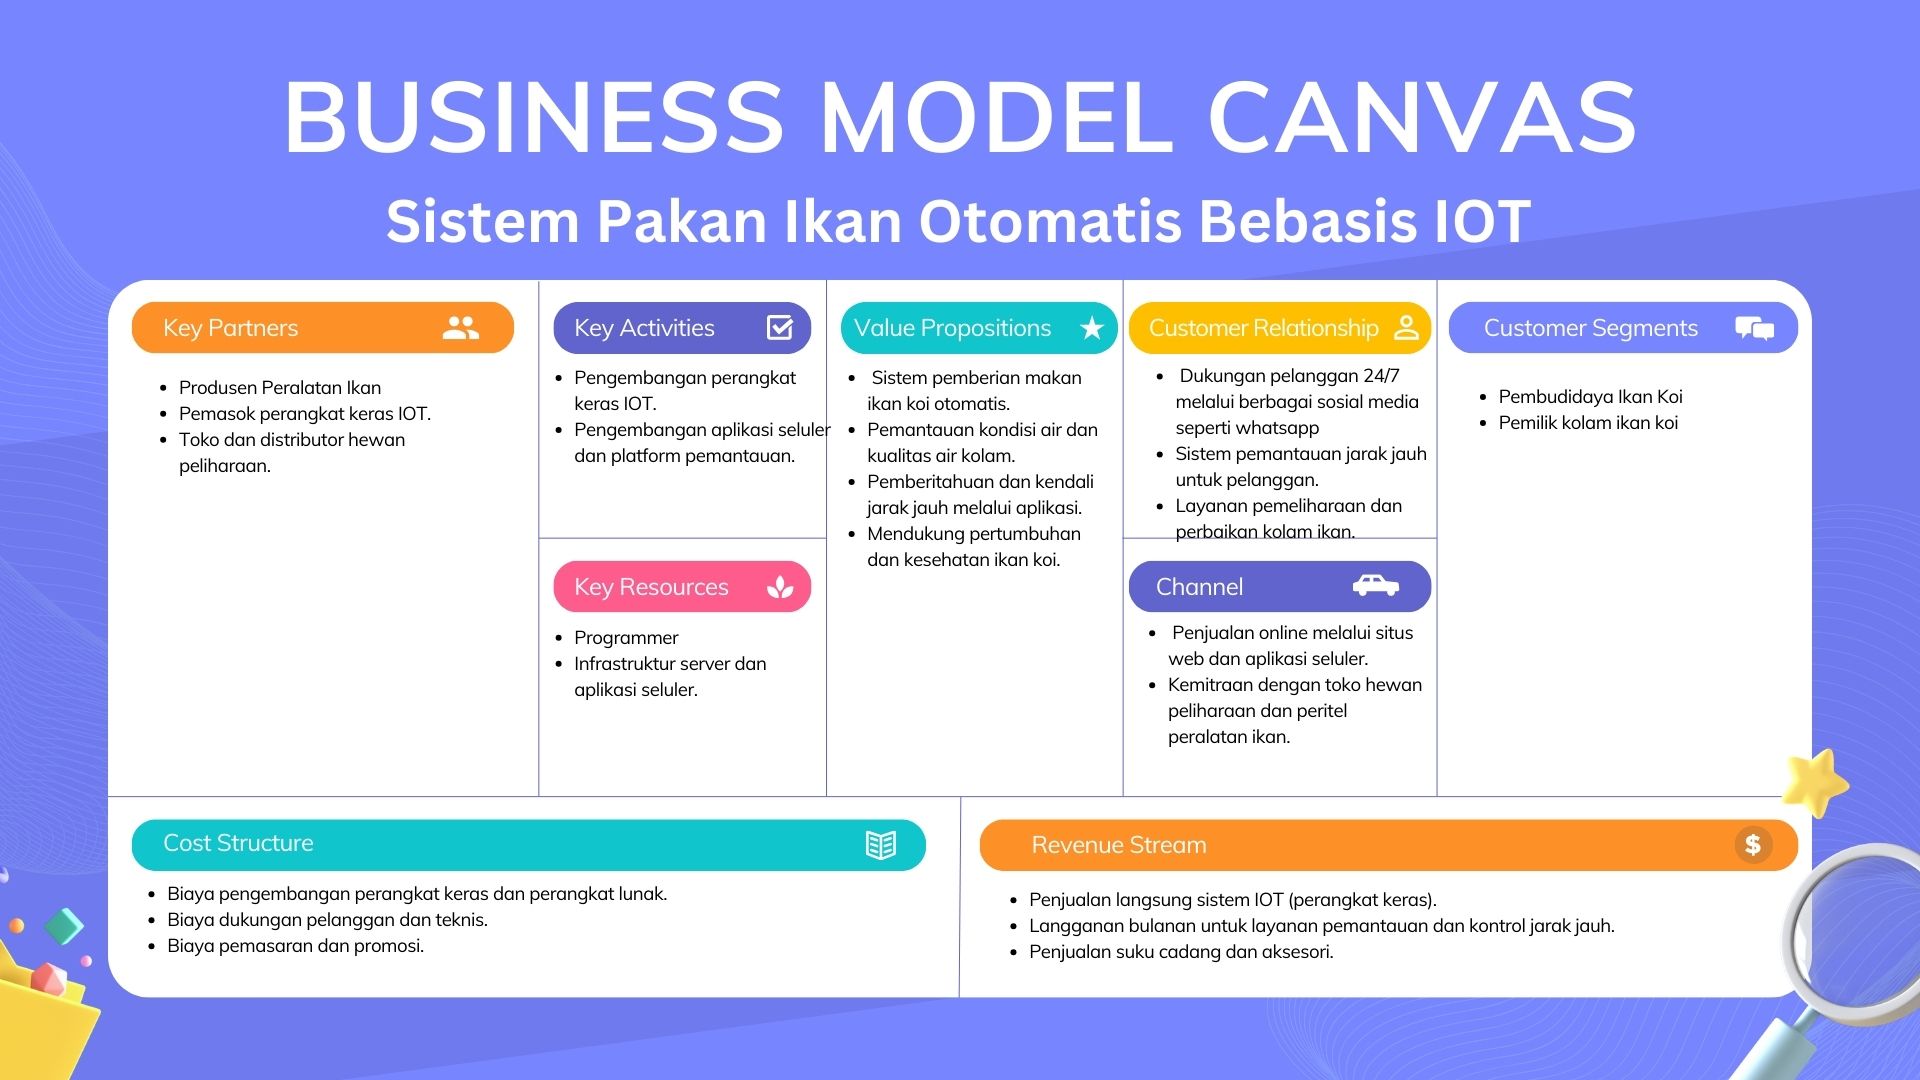 BUSINESS MODEL CANVAS
Sistem Pakan Ikan Otomatis Bebasis IOT
Key Partners
• Produsen Peralatan Ikan
• Pemasok perangkat keras IOT.
• Toko dan distributor hewan
peliharaan.
Key Activities
• Pengembangan perangkat
keras IOT.
• Pengembangan aplikasi seluler
dan platform pemantauan.
Key Resources
• Programmer
• Infrastruktur server dan
aplikasi seluler.
Value Propositions
• Sistem pemberian makan
ikan koi otomatis.
• Pemantauan kondisi air dan
kualitas air kolam.
• Pemberitahuan dan kendali
jarak jauh melalui aplikasi.
• Mendukung pertumbuhan
dan kesehatan ikan koi.
Customer Relationship
• Dukungan pelanggan 24/7
melalui berbagai sosial media
seperti whatsapp
• Sistem pemantauan jarak jauh
untuk pelanggan.
• Layanan pemeliharaan dan
perbaikan kolam ikan.
Channel
• Penjualan online melalui situs
web dan aplikasi seluler.
• Kemitraan dengan toko hewan
peliharaan dan peritel
peralatan ikan.
Customer Segments
• Pembudidaya Ikan Koi
• Pemilik kolam ikan koi
Cost Structure
• Biaya pengembangan perangkat keras dan perangkat lunak.
• Biaya dukungan pelanggan dan teknis.
• Biaya pemasaran dan promosi.
Revenue Stream
$
• Penjualan langsung sistem IOT (perangkat keras).
• Langganan bulanan untuk layanan pemantauan dan kontrol jarak jauh.
• Penjualan suku cadang dan aksesori.